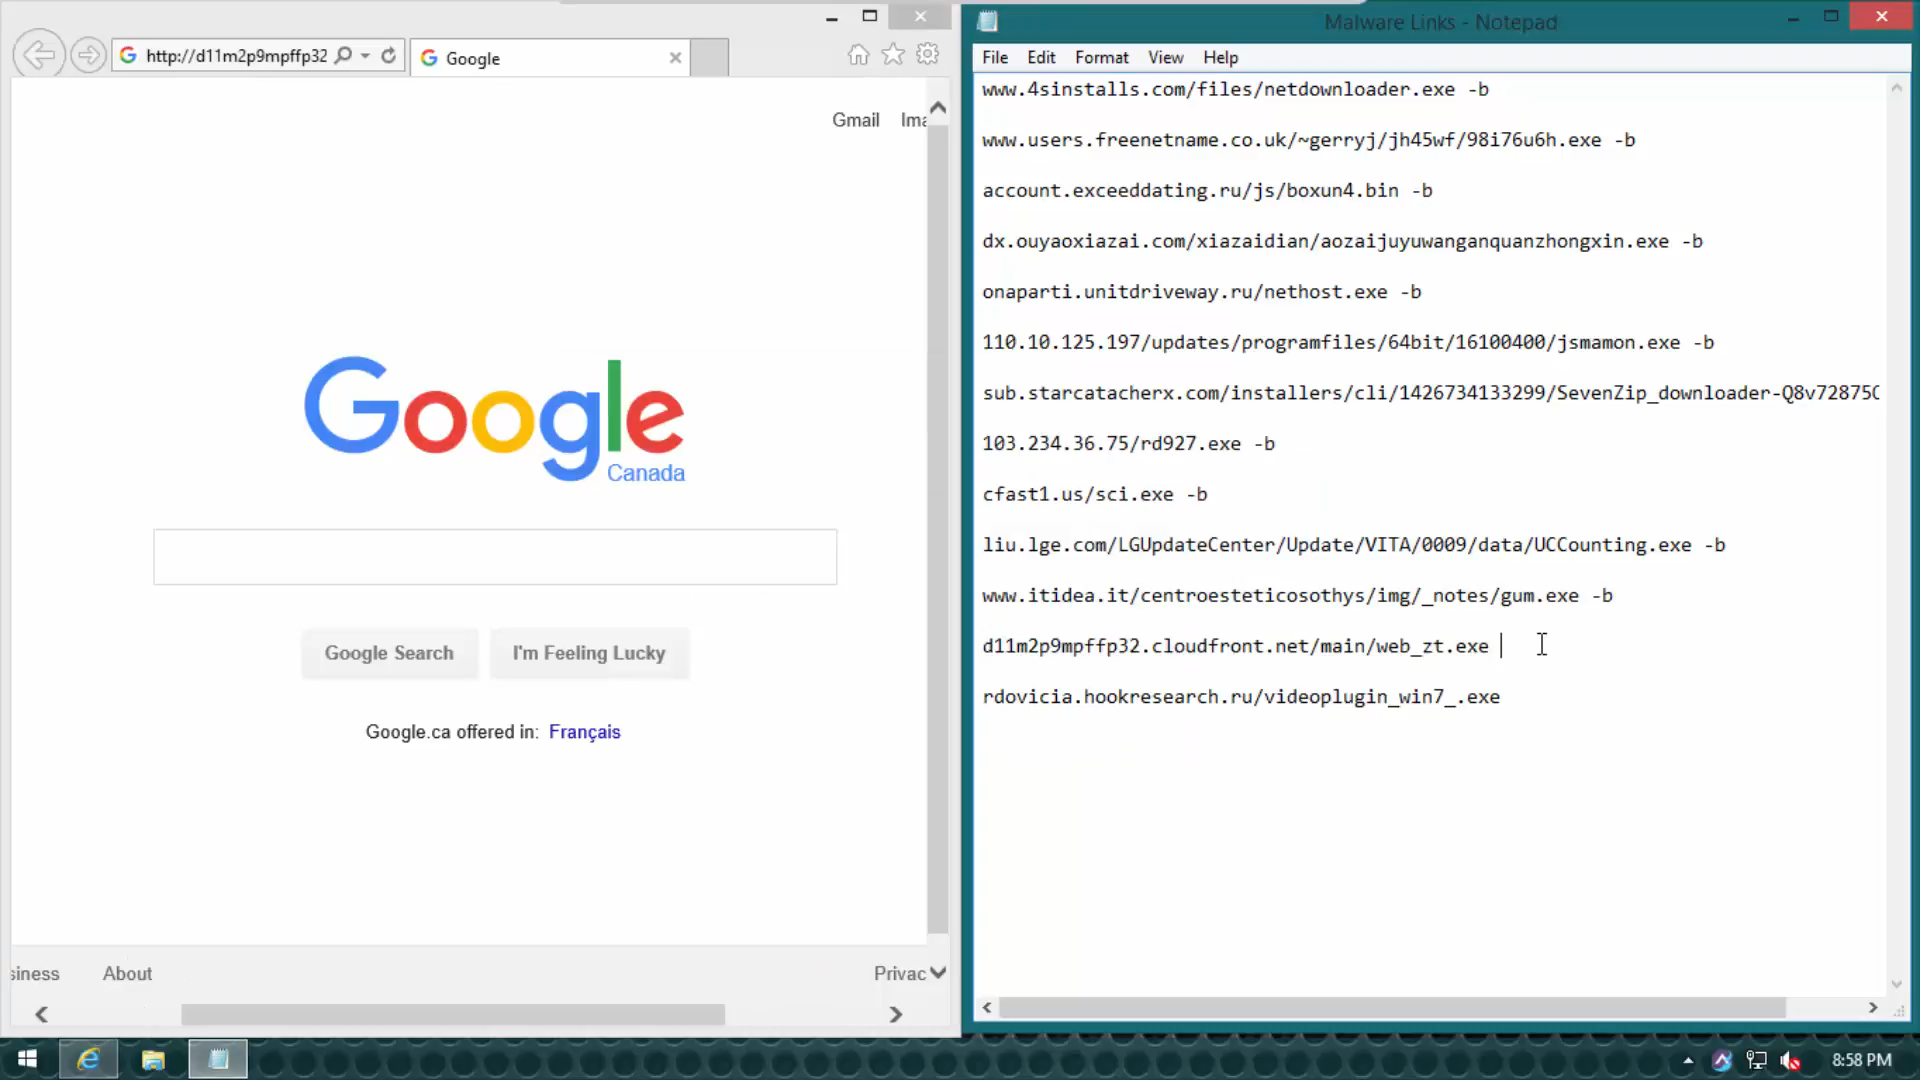 http://d11m2p9mpffp32
Google
Gmail
Google
Canada
Google Search
I'm Feeling Lucky
Google.ca offered in: Français
About
Malware Links - Notepad
File Edit Format View Help
www.4sinstalls.com/files/netdownloader.exe -b
www.users.freenetname.co.uk/~gerryj/jh45wf/98i76u6h.exe -b
account.exceeddating.ru/js/boxun4.bin -b
dx.ouyaoxiazai.com/xiazaidian/aozaijuyuwanganquanzhongxin.exe -b
onaparti.unitdriveway.ru/nethost.exe -b
110.10.125.197/updates/programfiles/64bit/16100400/jsmamon.exe -b
sub.starcatacherx.com/installers/cli/1426734133299/SevenZip_downloader-Q8v72875
103.234.36.75/rd927.exe -b
cfast1.us/sci.exe -b
liu.lge.com/LGUpdateCenter/Update/VITA/0009/data/UCCounting.exe -b
www.itidea.it/centroesteticosothys/img/_notes/gum.exe -b
d11m2p9mpffp32.cloudfront.net/main/web_zt.exe
rdovicia.hookresearch.ru/videoplugin_win7_.exe
8:58 PM